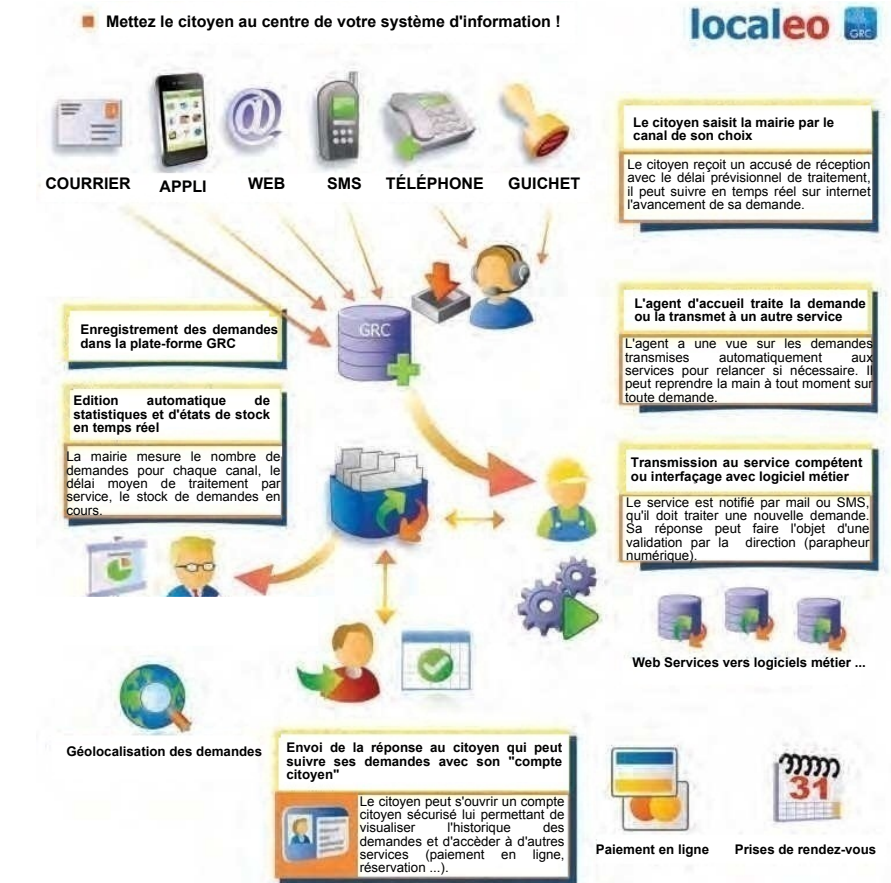 Mettez le citoyen au centre de votre système d'information !
localeo
GRC
COURRIER
APPLI
WEB
SMS
TÉLÉPHONE
GUICHET
Le citoyen saisit la mairie par le
canal de son choix
Le citoyen reçoit un accusé de réception
avec le délai prévisionnel de traitement,
il peut suivre en temps réel sur internet
l'avancement de sa demande.
GRC
Enregistrement des demandes
dans la plate-forme GRC
L'agent d'accueil traite la demande
ou la transmet à un autre service
L'agent a une vue sur les demandes
transmises automatiquement aux
services pour relancer si nécessaire. Il
peut reprendre la main à tout moment sur
toute demande.
Edition automatique de
statistiques et d'états de stock
en temps réel
La mairie mesure le nombre de
demandes pour chaque canal, le
délai moyen de traitement par
service, le stock de demandes en
cours.
Transmission au service compétent
ou interfaçage avec logiciel métier
Le service est notifié par mail ou SMS,
qu'il doit traiter une nouvelle demande.
Sa réponse peut faire l'objet d'une
validation par la direction (parapheur
numérique).
Web Services vers logiciels métier ...
Géolocalisation des demandes
Envoi de la réponse au citoyen qui peut
suivre ses demandes avec son "compte
citoyen"
Le citoyen peut s'ouvrir un compte
citoyen sécurisé lui permettant de
visualiser l'historique des
demandes et d'accèder à d'autres
services (paiement en ligne,
réservation ...).
Paiement en ligne
31
Prises de rendez-vous